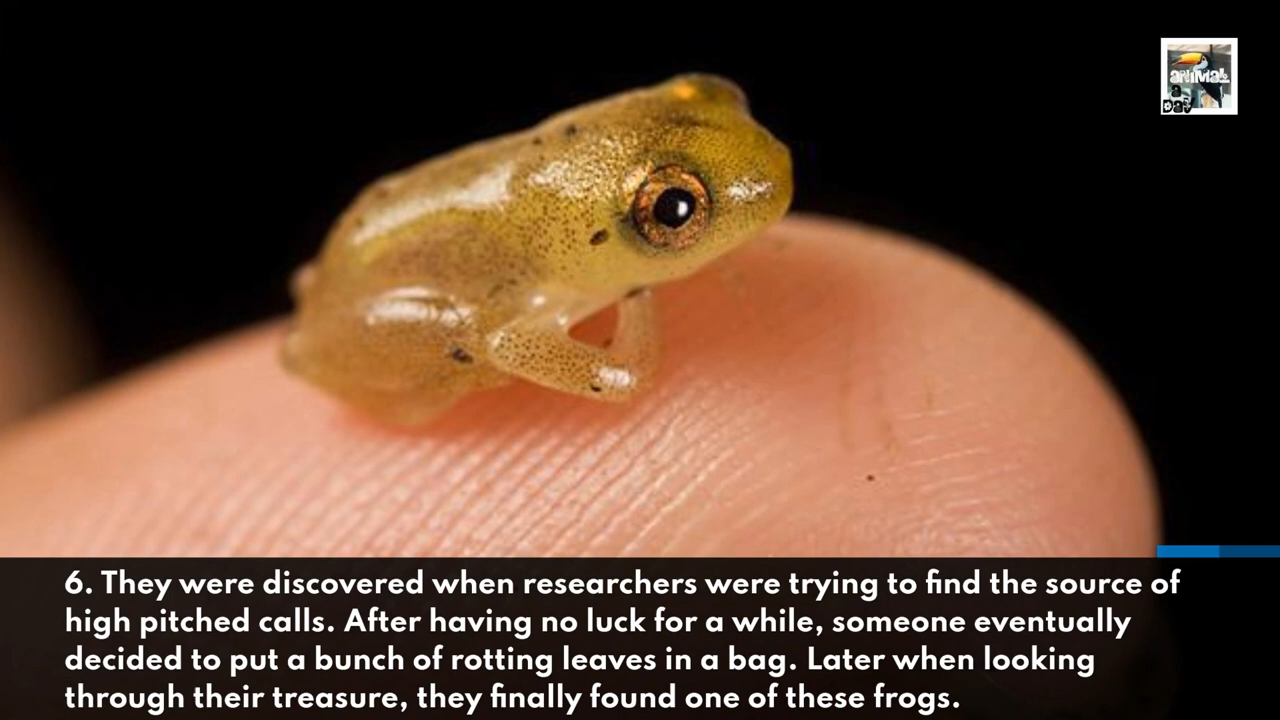 ANIMAL
a
DAY
6. They were discovered when researchers were trying to find the source of
high pitched calls. After having no luck for a while, someone eventually
decided to put a bunch of rotting leaves in a bag. Later when looking
through their treasure, they finally found one of these frogs.